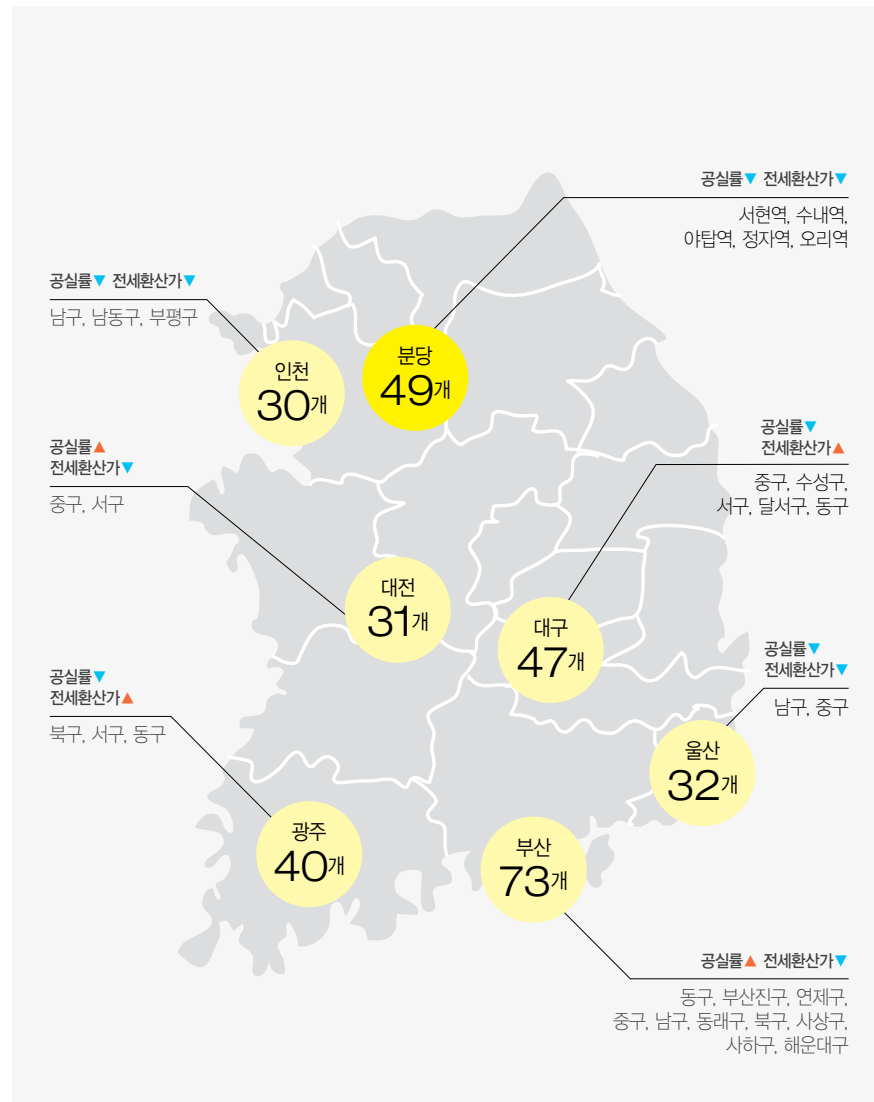 공실률▼ 전세환산가▼
서현역, 수내역,
야탑역, 정자역, 오리역
공실률▼ 전세환산가▼
남구, 남동구, 부평구
분당
49개
인천
30개
공실률▼
전세환산가▲
중구, 수성구,
서구, 달서구, 동구
공실률▲
전세환산가▼
중구, 서구
대전
31개
대구
47개
공실률▼
전세환산가▼
남구, 중구
공실률▼
전세환산가▲
북구, 서구, 동구
울산
32개
광주
40개
부산
73개
공실률▲ 전세환산가▼
동구, 부산진구, 연제구,
중구, 남구, 동래구, 북구, 사상구,
사하구, 해운대구